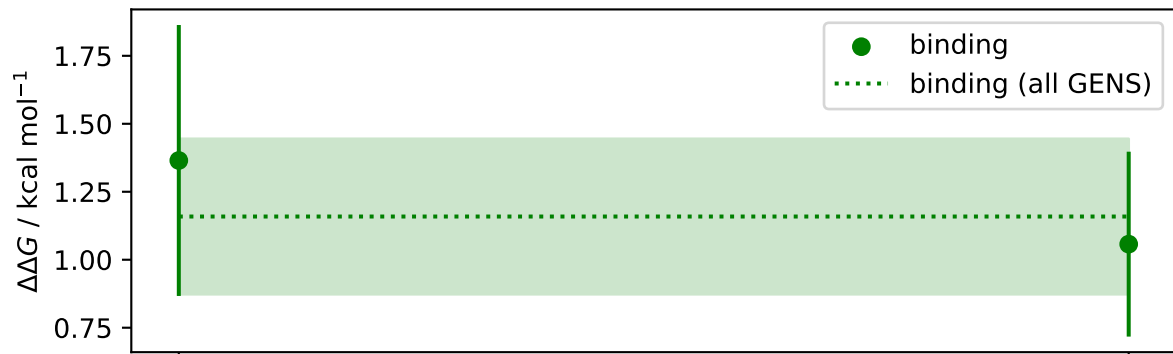 ΔΔG / kcal mol⁻¹
1.75
1.50
1.25
1.00
0.75
binding
binding (all GENS)